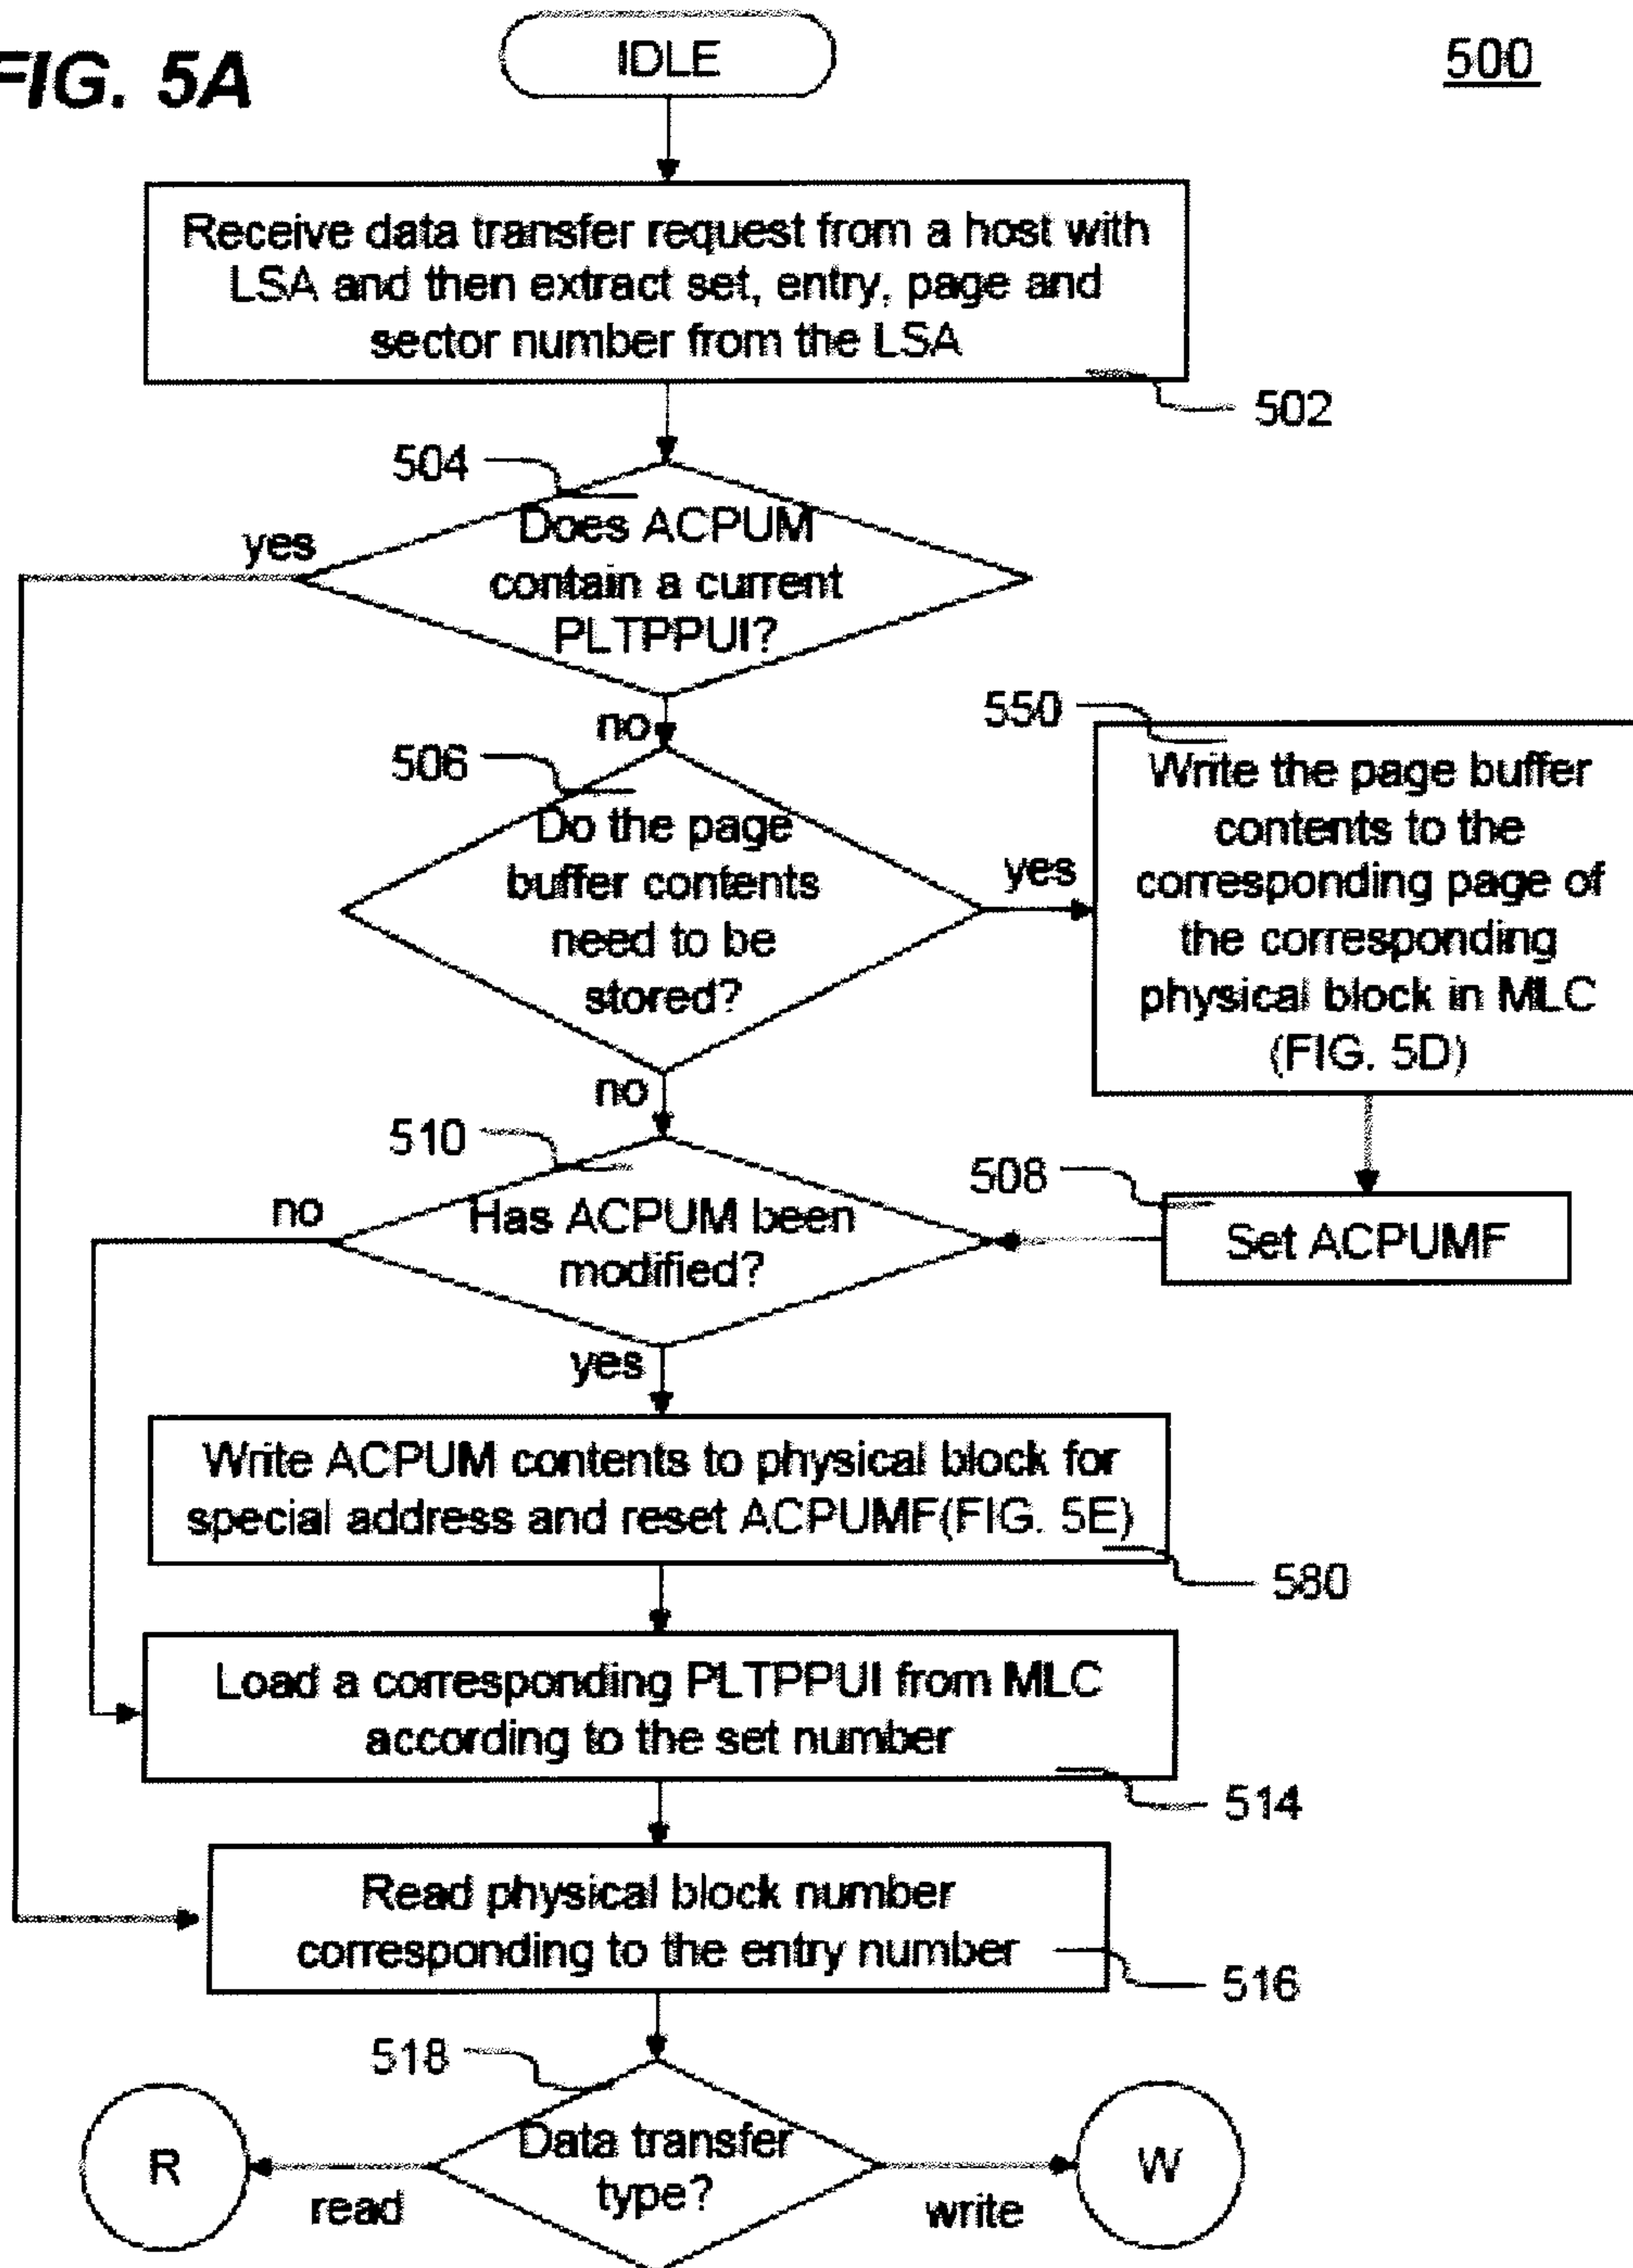 FIG. 5A
IDLE
500
Receive data transfer request from a host with
LSA and then extract set, entry, page and
sector number from the LSA
502
504
yes
Does ACPUM
contain a current
PLTPPUI?
no
506
Do the page
buffer contents
need to be
stored?
yes
550
Write the page buffer
contents to the
corresponding page of
the corresponding
physical block in MLC
(FIG. 5D)
no
510
no
Has ACPUM been
modified?
508
Set ACPUMF
yes
Write ACPUM contents to physical block for
special address and reset ACPUMF(FIG. 5E)
580
Load a corresponding PLTPPUI from MLC
according to the set number
514
Read physical block number
corresponding to the entry number
516
518
R
read
Data transfer
type?
write
W